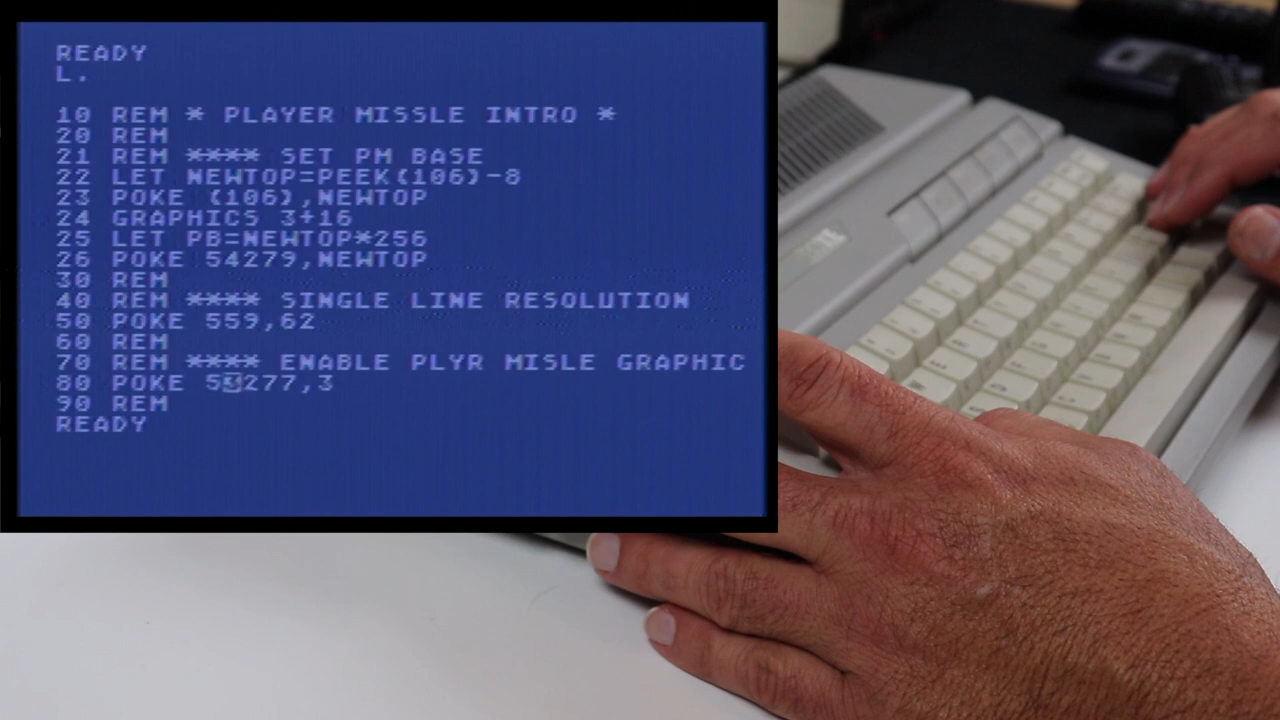 READY
L.
10 REM * PLAYER MISSLE INTRO *
20 REM
21 REM **** SET PM BASE
22 LET NEWTOP=PEEK(106)-8
23 POKE (106),NEWTOP
24 GRAPHICS 3+16
25 LET PB=NEWTOP*256
26 POKE 54279,NEWTOP
30 REM
40 REM **** SINGLE LINE RESOLUTION
50 POKE 559,62
60 REM
70 REM **** ENABLE PLYR MISLE GRAPHIC
80 POKE 53277,3
90 REM
READY